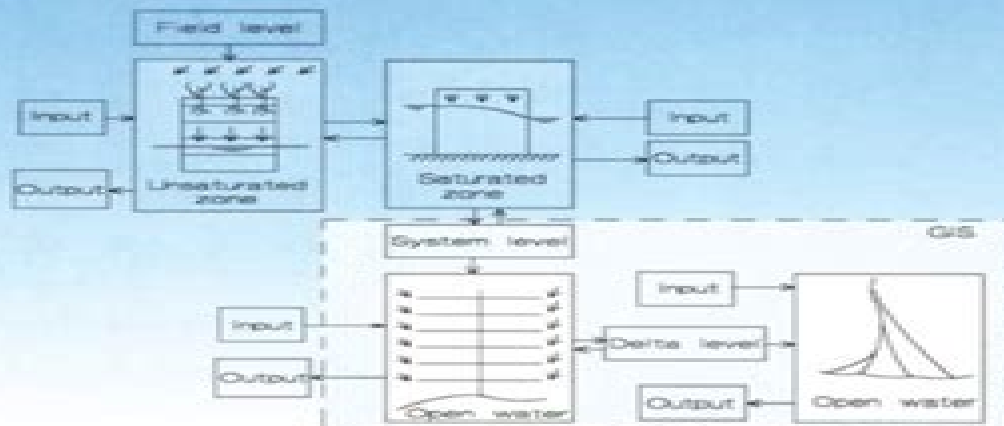 Field level
Input
Output
Unsaturated
zone
Saturated
zone
Input
Output
System level
GIS
Input
Output
Open water
Delta level
Input
Output
Open water